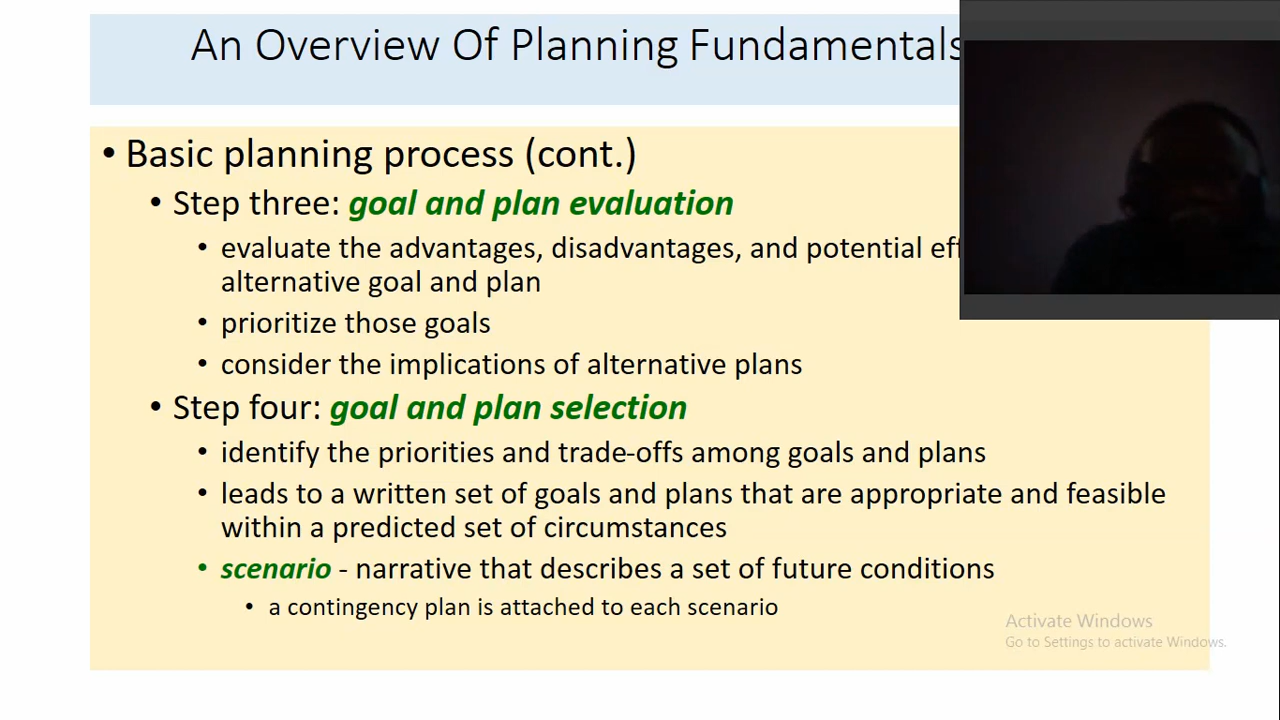 An Overview Of Planning Fundamentals
• Basic planning process (cont.)
• Step three: goal and plan evaluation
• evaluate the advantages, disadvantages, and potential
alternative goal and plan
• prioritize those goals
• consider the implications of alternative plans
• Step four: goal and plan selection
• identify the priorities and trade-offs among goals and plans
• leads to a written set of goals and plans that are appropriate and feasible
within a predicted set of circumstances
• scenario - narrative that describes a set of future conditions
• a contingency plan is attached to each scenario
Activate Windows
Go to Settings to activate Windows.